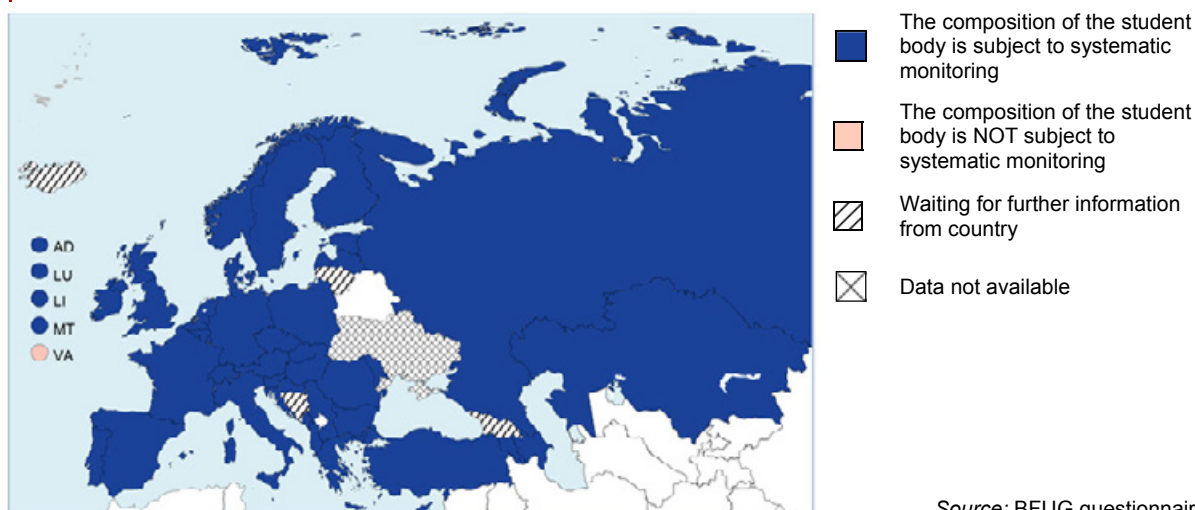 The composition of the student
body is subject to systematic
monitoring
The composition of the student
body is NOT subject to
systematic monitoring
Waiting for further information
from country
Data not available
AD
LU
LI
MT
VA
Source: BFUG questionnair